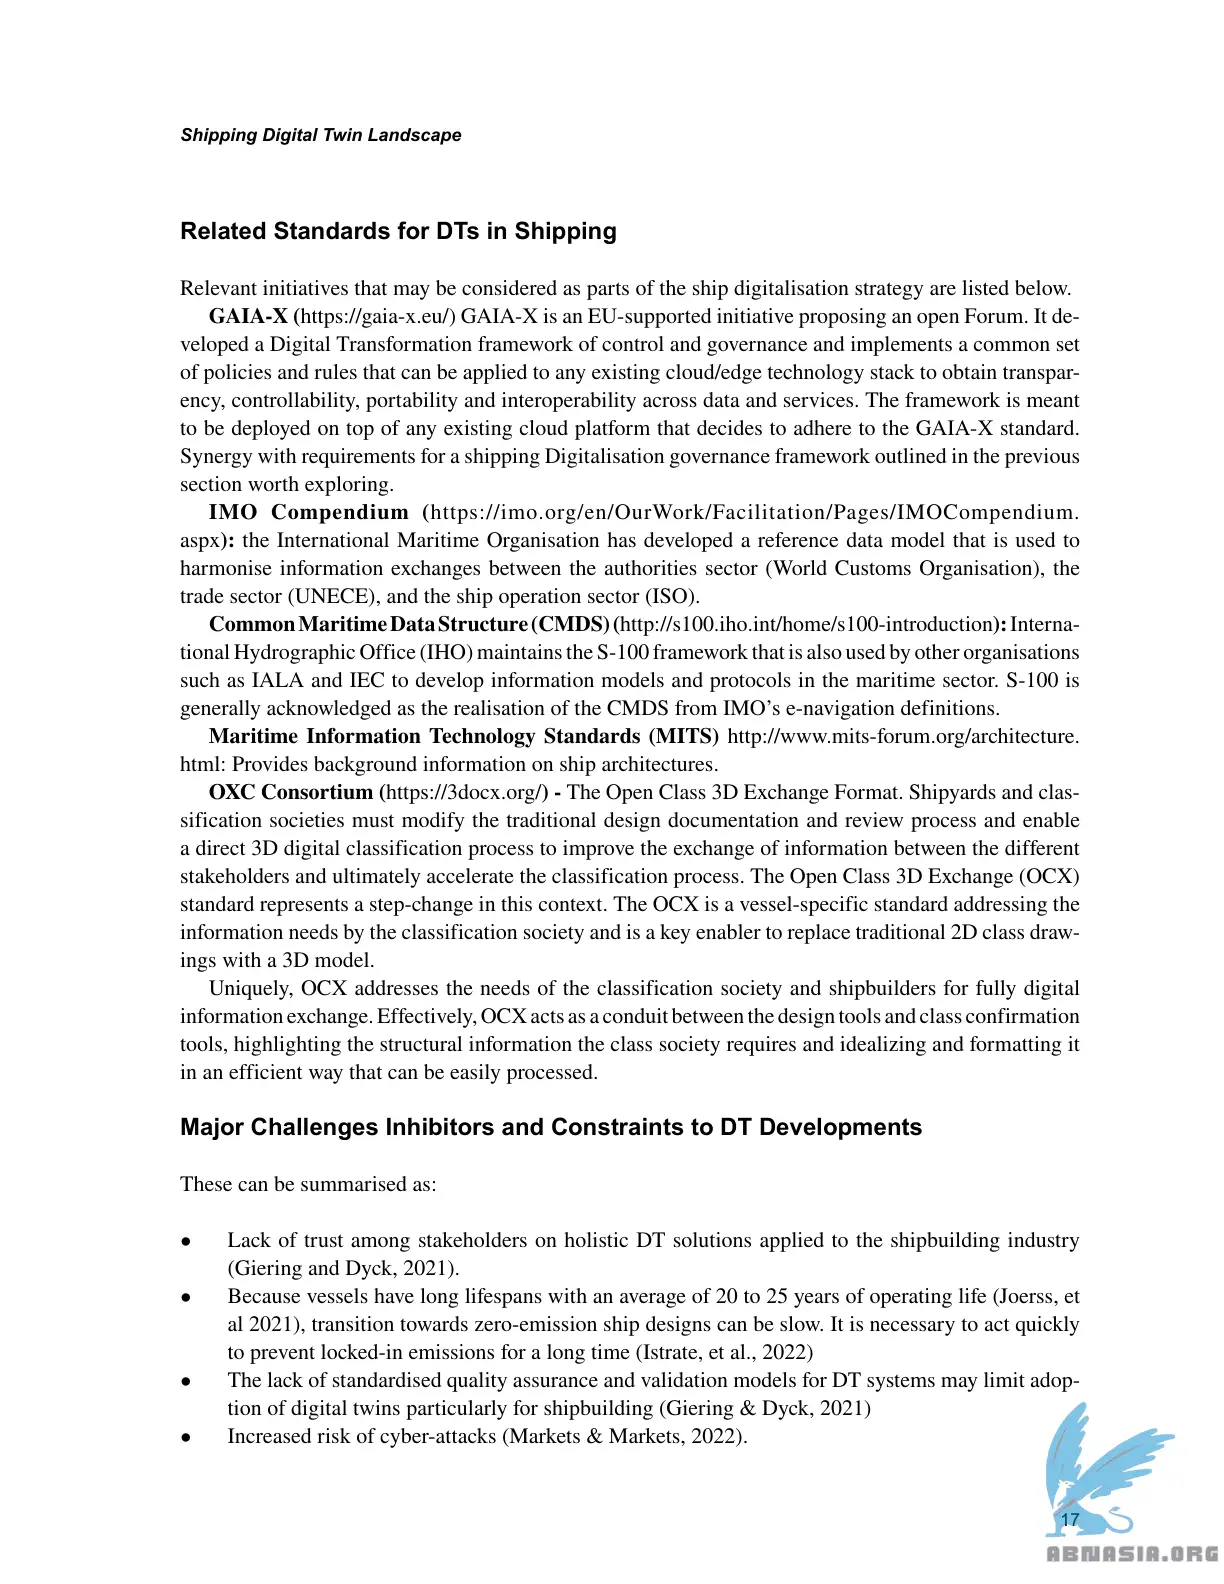 Shipping Digital Twin Landscape
Related Standards for DTs in Shipping
Relevant initiatives that may be considered as parts of the ship digitalisation strategy are listed below.
GAIA-X (https://gaia-x.eu/) GAIA-X is an EU-supported initiative proposing an open Forum. It de-
veloped a Digital Transformation framework of control and governance and implements a common set
of policies and rules that can be applied to any existing cloud/edge technology stack to obtain transpar-
ency, controllability, portability and interoperability across data and services. The framework is meant
to be deployed on top of any existing cloud platform that decides to adhere to the GAIA-X standard.
Synergy with requirements for a shipping Digitalisation governance framework outlined in the previous
section worth exploring.
IMO Compendium (https://imo.org/en/OurWork/Facilitation/Pages/IMOCompendium.
aspx): the International Maritime Organisation has developed a reference data model that is used to
harmonise information exchanges between the authorities sector (World Customs Organisation), the
trade sector (UNECE), and the ship operation sector (ISO).
Common Maritime Data Structure (CMDS) (http://s100.iho.int/home/s100-introduction): Interna-
tional Hydrographic Office (IHO) maintains the S-100 framework that is also used by other organisations
such as IALA and IEC to develop information models and protocols in the maritime sector. S-100 is
generally acknowledged as the realisation of the CMDS from IMO’s e-navigation definitions.
Maritime Information Technology Standards (MITS) http://www.mits-forum.org/architecture.
html: Provides background information on ship architectures.
OXC Consortium (https://3docx.org/) - The Open Class 3D Exchange Format. Shipyards and clas-
sification societies must modify the traditional design documentation and review process and enable
a direct 3D digital classification process to improve the exchange of information between the different
stakeholders and ultimately accelerate the classification process. The Open Class 3D Exchange (OCX)
standard represents a step-change in this context. The OCX is a vessel-specific standard addressing the
information needs by the classification society and is a key enabler to replace traditional 2D class draw-
ings with a 3D model.
Uniquely, OCX addresses the needs of the classification society and shipbuilders for fully digital
information exchange. Effectively, OCX acts as a conduit between the design tools and class confirmation
tools, highlighting the structural information the class society requires and idealizing and formatting it
in an efficient way that can be easily processed.
Major Challenges Inhibitors and Constraints to DT Developments
These can be summarised as:
● Lack of trust among stakeholders on holistic DT solutions applied to the shipbuilding industry
(Giering and Dyck, 2021).
● Because vessels have long lifespans with an average of 20 to 25 years of operating life (Joerss, et
al 2021), transition towards zero-emission ship designs can be slow. It is necessary to act quickly
to prevent locked-in emissions for a long time (Istrate, et al., 2022)
● The lack of standardised quality assurance and validation models for DT systems may limit adop-
tion of digital twins particularly for shipbuilding (Giering & Dyck, 2021)
● Increased risk of cyber-attacks (Markets & Markets, 2022).
17
ABNASIA.ORG